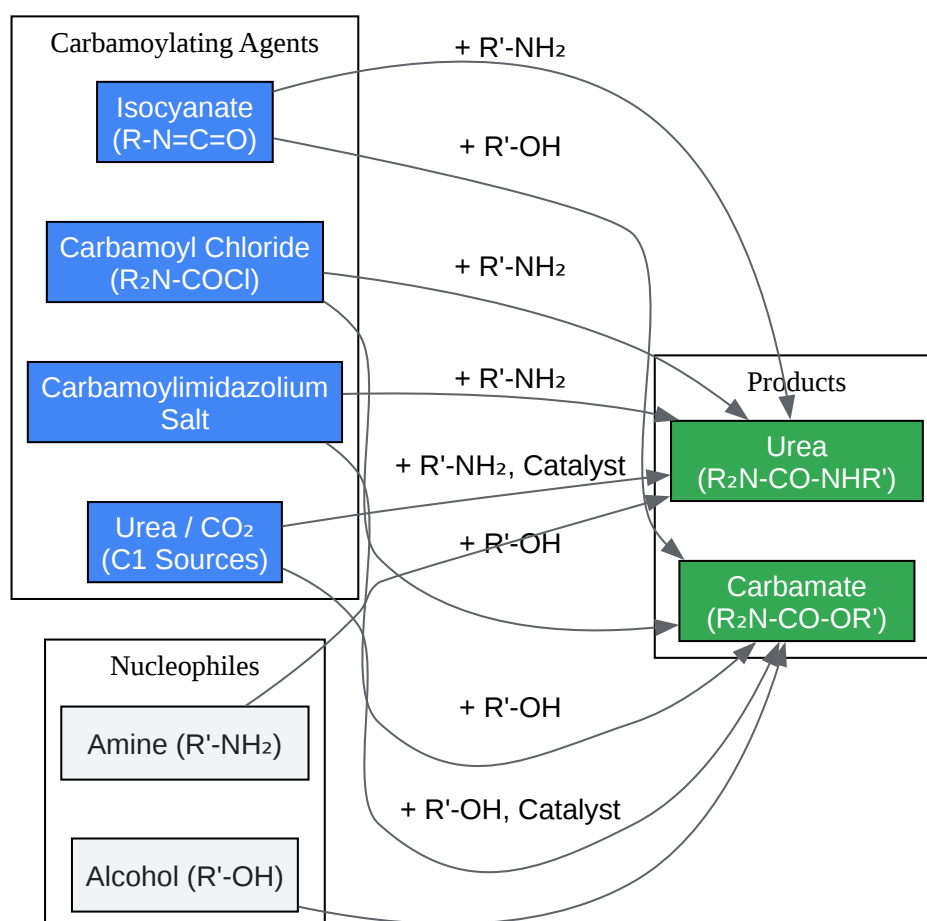 Carbamoylating Agents
Isocyanate
(R-N=C=O)
Carbamoyl Chloride
(R₂N-COCl)
Carbamoylimidazolium
Salt
Urea / CO₂
(C1 Sources)
Nucleophiles
Amine (R'-NH₂)
Alcohol (R'-OH)
+ R'-NH₂
+ R'-OH
+ R'-NH₂
+ R'-NH₂
+ R'-NH₂, Catalyst
+ R'-OH
+ R'-OH
+ R'-OH, Catalyst
Products
Urea
(R₂N-CO-NHR')
Carbamate
(R₂N-CO-OR')